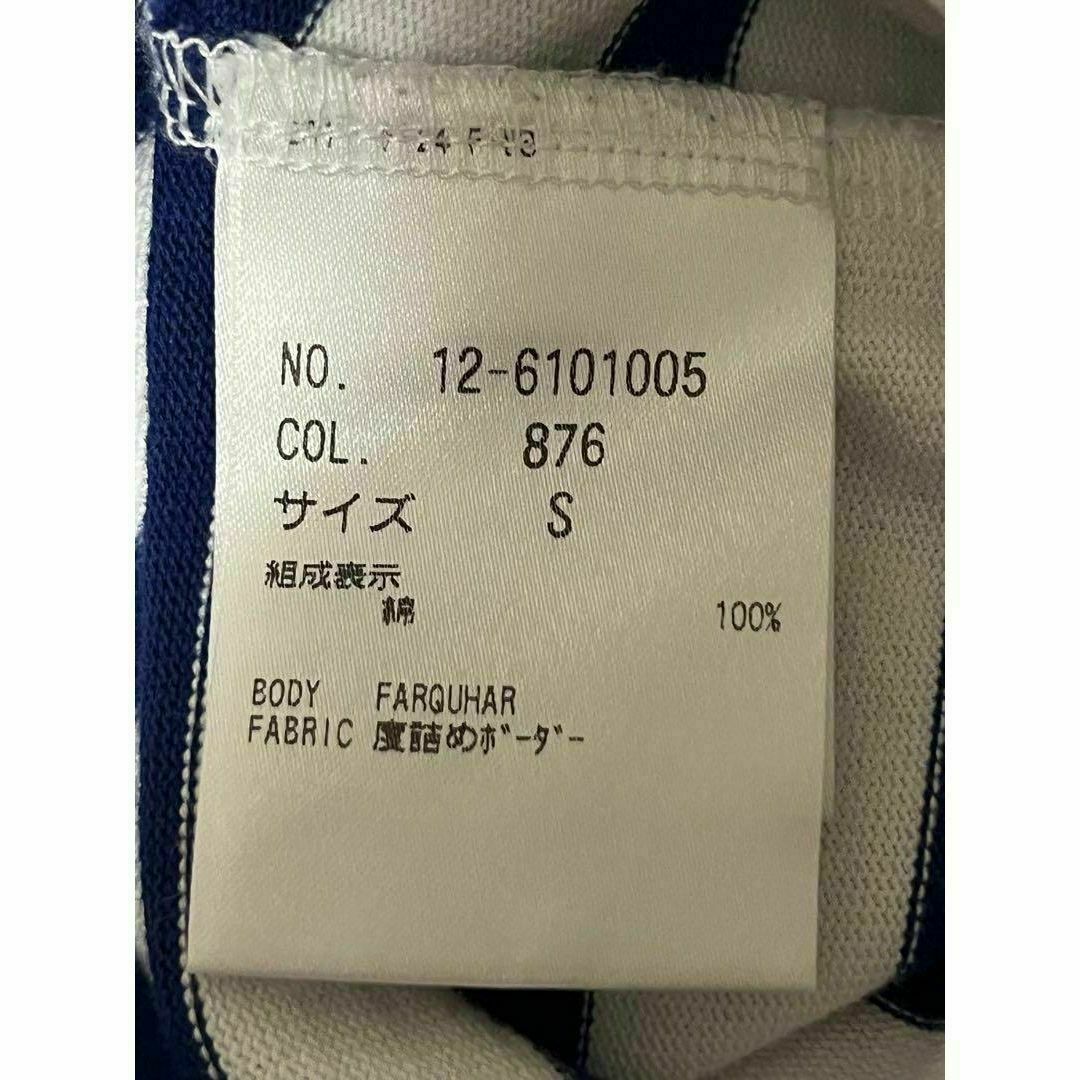 NO. 12-6101005
COL. 876
サイズ S
組成表示
綿 100%
BODY FARQUHAR
FABRIC 度詰めﾎﾞｰﾀﾞｰ